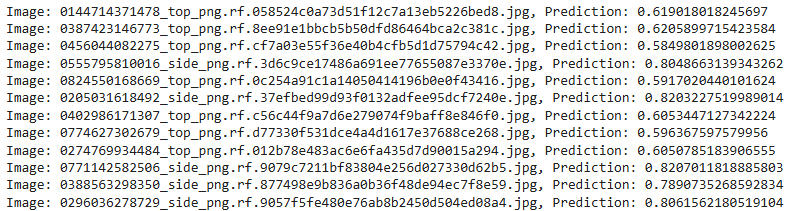 Image: 0144714371478_top_png.rf.058524c0a73d51f12c7a13eb5226bed8.jpg, Prediction: 0.619018018245697
Image: 0387423146773_top_png.rf.8ee91e1bbcb5b50dfd86464bca2c381c.jpg, Prediction: 0.6205899715423584
Image: 0456044082275_top_png.rf.cf7a03e55f36e40b4cfb5d1d75794c42.jpg, Prediction: 0.5849801898002625
Image: 0555795810016_side_png.rf.3d6c9ce17486a691ee77655087e3370e.jpg, Prediction: 0.8048663139343262
Image: 0824550168669_top_png.rf.0c254a91c1a14050414196b0e0f43416.jpg, Prediction: 0.5917020440101624
Image: 0205031618492_side_png.rf.37efbed99d93f0132adfee95dcf7240e.jpg, Prediction: 0.8203227519989014
Image: 0402986171307_top_png.rf.c56c44f9a7d6e279074f9baff8e846f0.jpg, Prediction: 0.6053447127342224
Image: 0774627302679_top_png.rf.d77330f531dce4a4d1617e37688ce268.jpg, Prediction: 0.596367597579956
Image: 0274769934484_top_png.rf.012b78e483ac6e6fa435d7d90015a294.jpg, Prediction: 0.6050785183906555
Image: 0771142582506_side_png.rf.9079c7211bf83804e256d027330d62b5.jpg, Prediction: 0.8207011818885803
Image: 0388563298350_side_png.rf.877498e9b836a0b36f48de94ec7f8e59.jpg, Prediction: 0.7890735268592834
Image: 0296036278729_side_png.rf.9057f5fe480e76ab8b2450d504ed08a4.jpg, Prediction: 0.8061562180519104